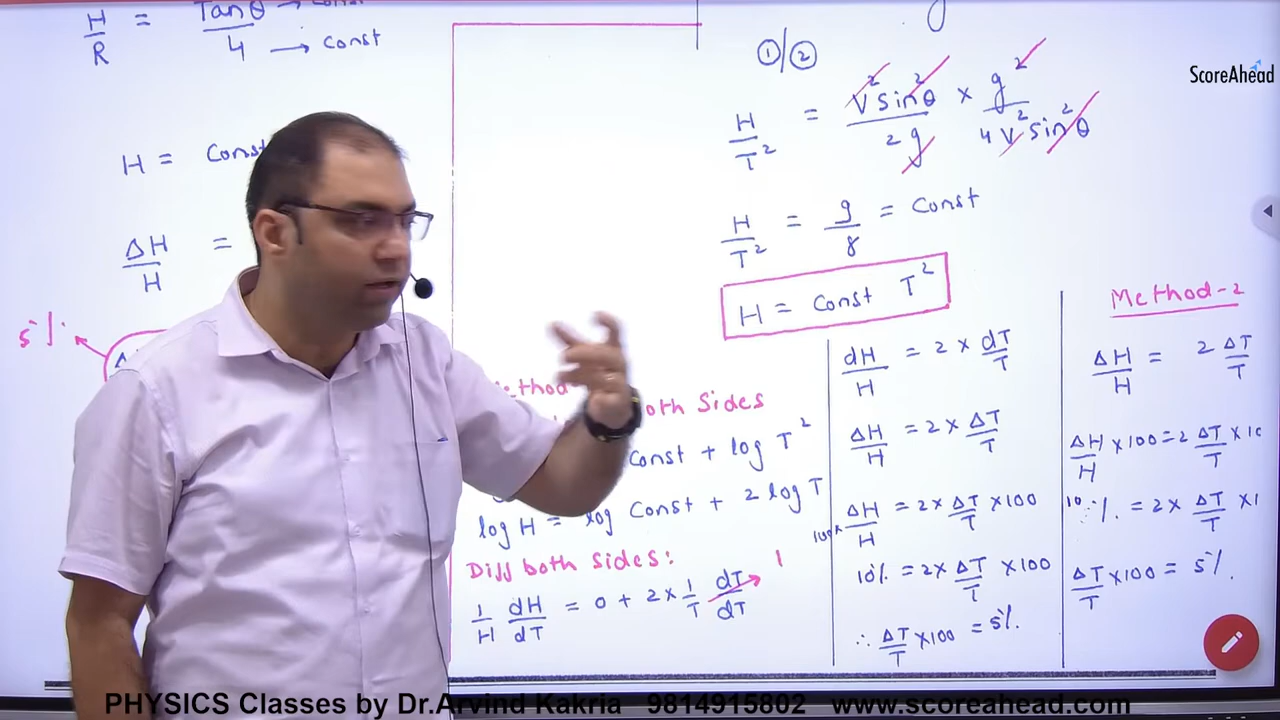 H/R = Tanθ/4 → const
H = Const
ΔH/H =
5%
①/②
H/T² = V²sin²θ/2g × g²/4V²sin²θ
H/T² = g/8 = Const
H = Const T²
Both Sides
Const + log T²
log H = log Const + 2 log T
Diff both sides:
1/H dH/dT = 0 + 2 × 1/T dT/dT 1
dH/H = 2 × dT/T
ΔH/H = 2 × ΔT/T
100 × ΔH/H = 2 × ΔT/T × 100
10% = 2 × ΔT/T × 100
∴ ΔT/T × 100 = 5%
Method-2
ΔH/H = 2 ΔT/T
ΔH/H × 100 = 2 ΔT/T × 10
10% = 2 × ΔT/T × 1
ΔT/T × 100 = 5%
ScoreAhead
PHYSICS Classes by Dr.Arvind Kakria 9814915802 www.scoreahead.com